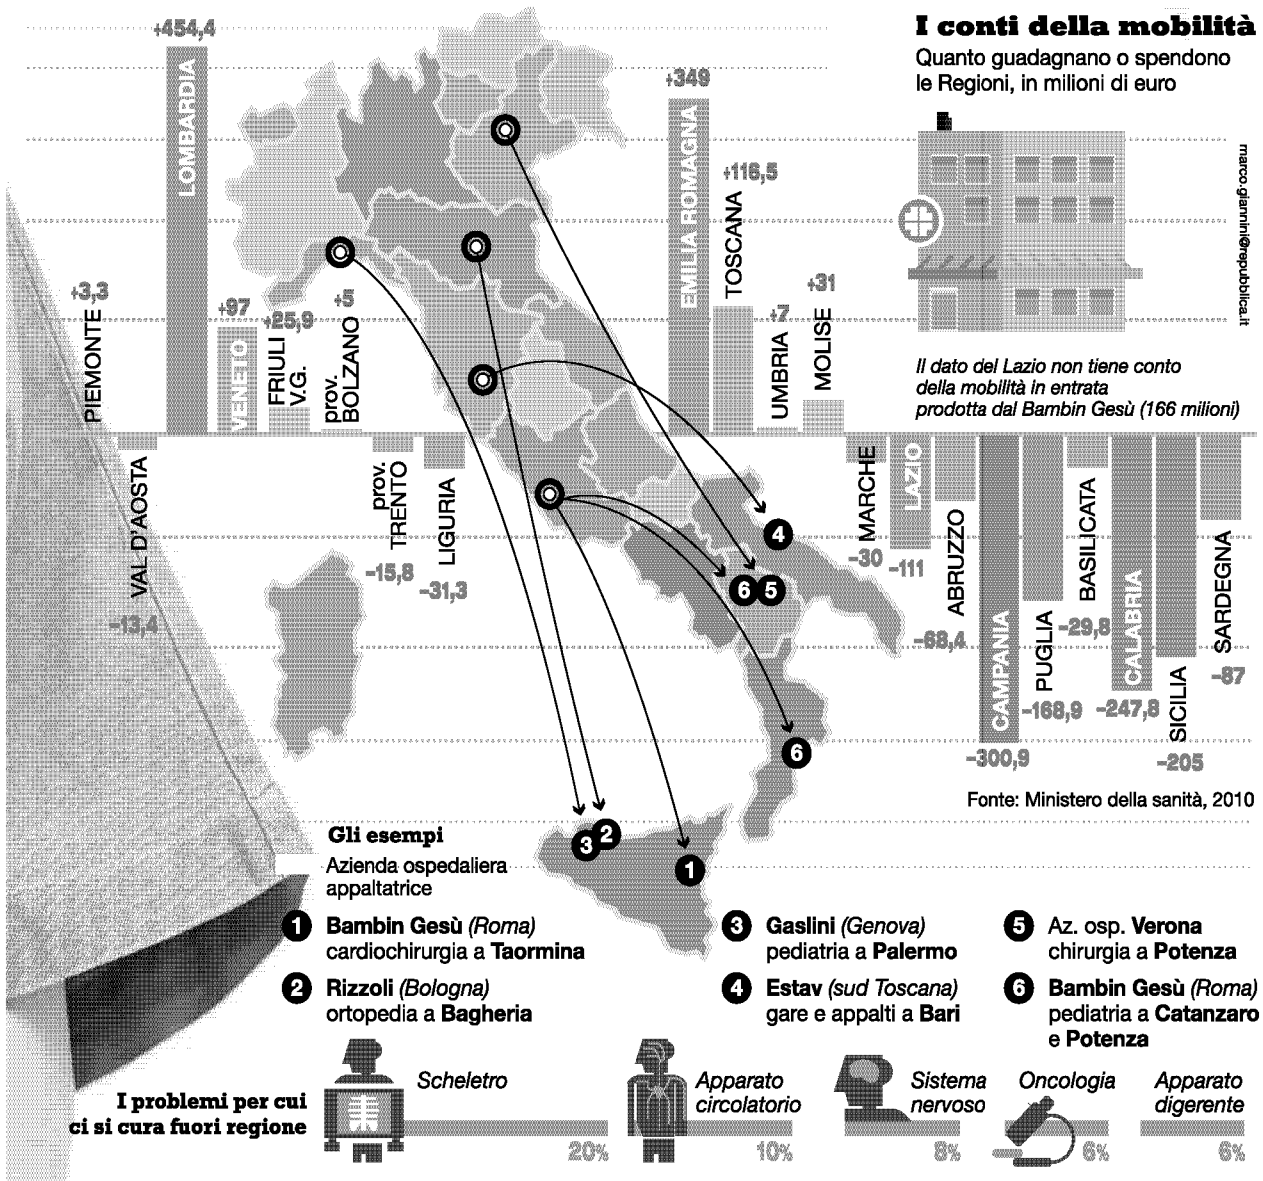 I conti della mobilità
Quanto guadagnano o spendono
le Regioni, in milioni di euro
marco.giannini@repubblica.it
Il dato del Lazio non tiene conto
della mobilità in entrata
prodotta dal Bambin Gesù (166 milioni)
+3,3
PIEMONTE
VAL D'AOSTA
-13,4
+454,4
LOMBARDIA
+97
VENETO
+25,9
FRIULI
V.G.
+5
prov.
BOLZANO
prov.
TRENTO
-15,8
LIGURIA
-31,3
+349
EMILIA ROMAGNA
+116,5
TOSCANA
+7
UMBRIA
+31
MOLISE
MARCHE
-30
LAZIO
-111
ABRUZZO
-68,4
CAMPANIA
-300,9
PUGLIA
-168,9
BASILICATA
-29,8
CALABRIA
-247,8
SICILIA
-205
SARDEGNA
-87
4
6
5
6
3
2
1
Fonte: Ministero della sanità, 2010
Gli esempi
Azienda ospedaliera
appaltatrice
1 Bambin Gesù (Roma)
cardiochirurgia a Taormina
2 Rizzoli (Bologna)
ortopedia a Bagheria
3 Gaslini (Genova)
pediatria a Palermo
4 Estav (sud Toscana)
gare e appalti a Bari
5 Az. osp. Verona
chirurgia a Potenza
6 Bambin Gesù (Roma)
pediatria a Catanzaro
e Potenza
I problemi per cui
ci si cura fuori regione
Scheletro
20%
Apparato
circolatorio
10%
Sistema
nervoso
8%
Oncologia
6%
Apparato
digerente
6%